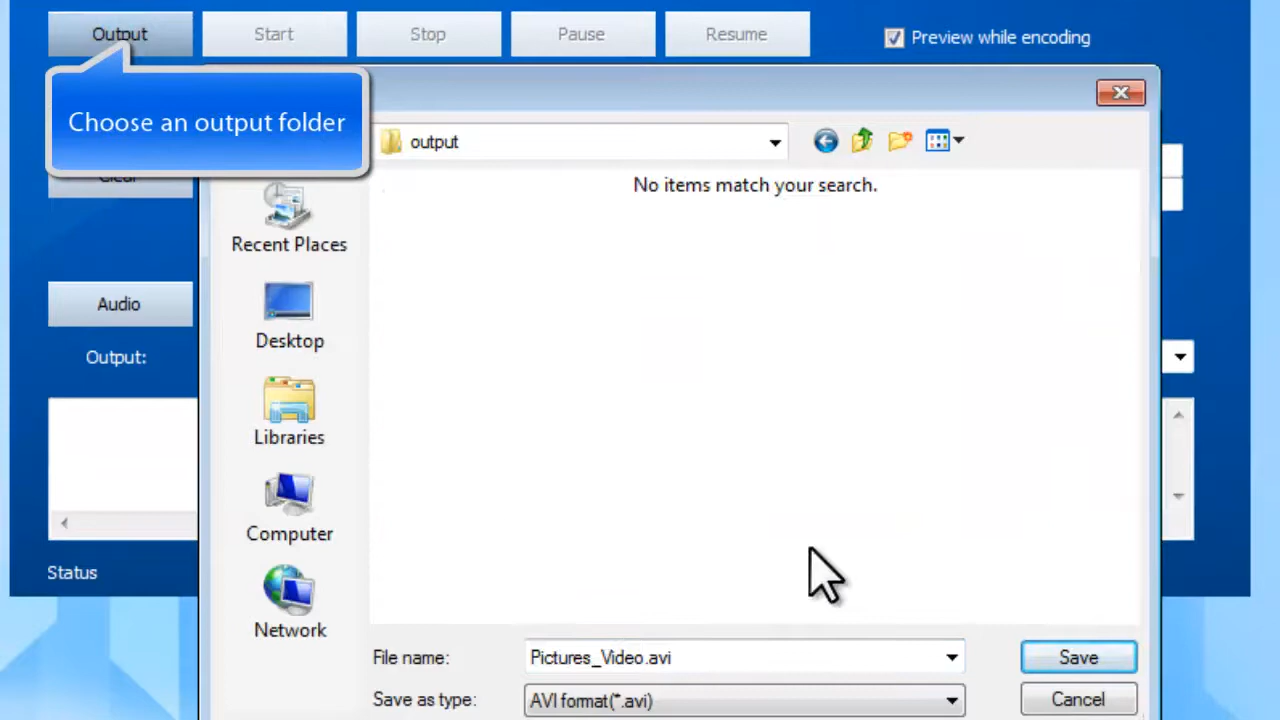 Output
Start
Stop
Pause
Resume
Preview while encoding
Choose an output folder
output
Clear
No items match your search.
Recent Places
Desktop
Audio
Output:
Libraries
Computer
Status
Network
File name:
Pictures_Video.avi
Save
Save as type:
AVI format(*.avi)
Cancel